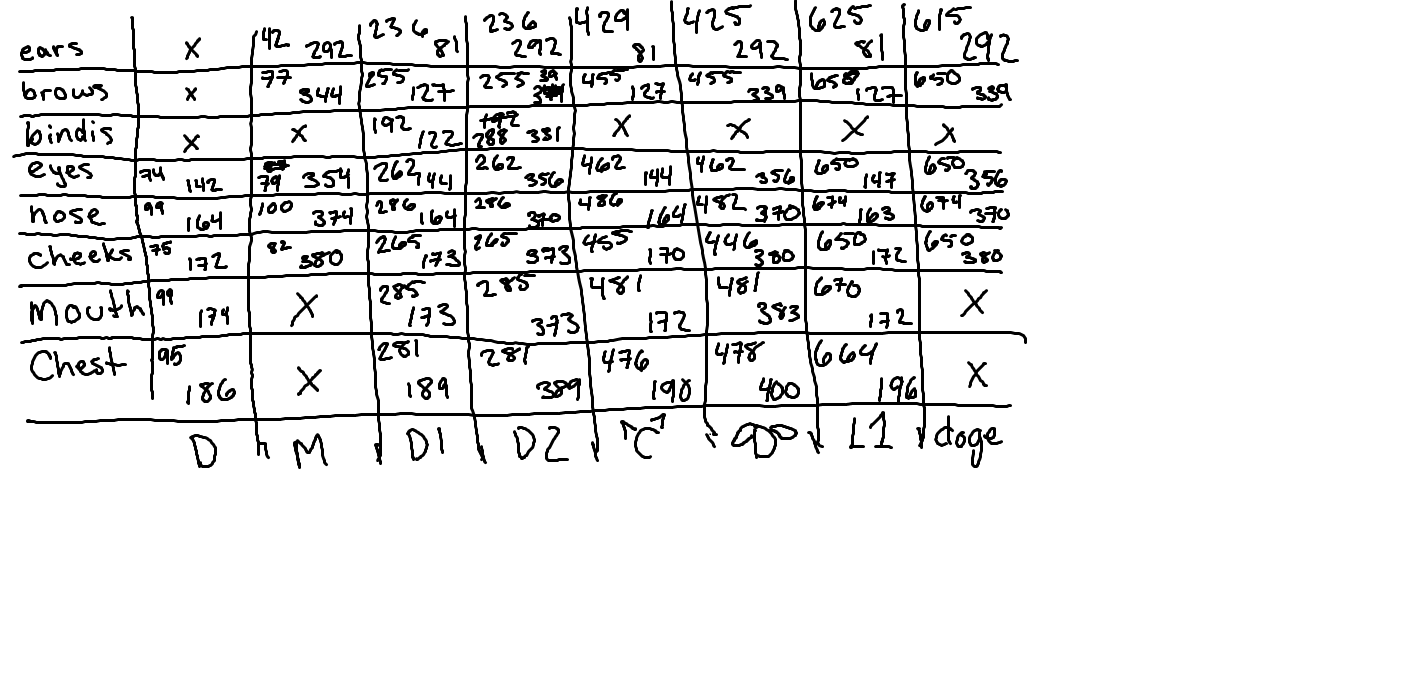 ears x 42 292 236 81 236 292 429 81 425 292 625 81 615 292
brows x 77 344 255 127 255 39 455 127 455 339 658 127 650 339
bindis x x 192 122 288 331 x x x x
eyes 74 142 79 354 262 144 262 356 462 144 462 356 650 147 650 356
nose 99 164 100 374 286 164 286 370 486 164 482 370 674 163 674 370
cheeks 75 172 82 380 265 173 265 373 455 170 446 380 650 172 650 380
Mouth 99 174 X 285 173 285 373 481 172 481 383 670 172 X
Chest 95 186 X 281 189 281 389 476 190 478 400 664 196 X
D M D1 D2 C D L1 doge